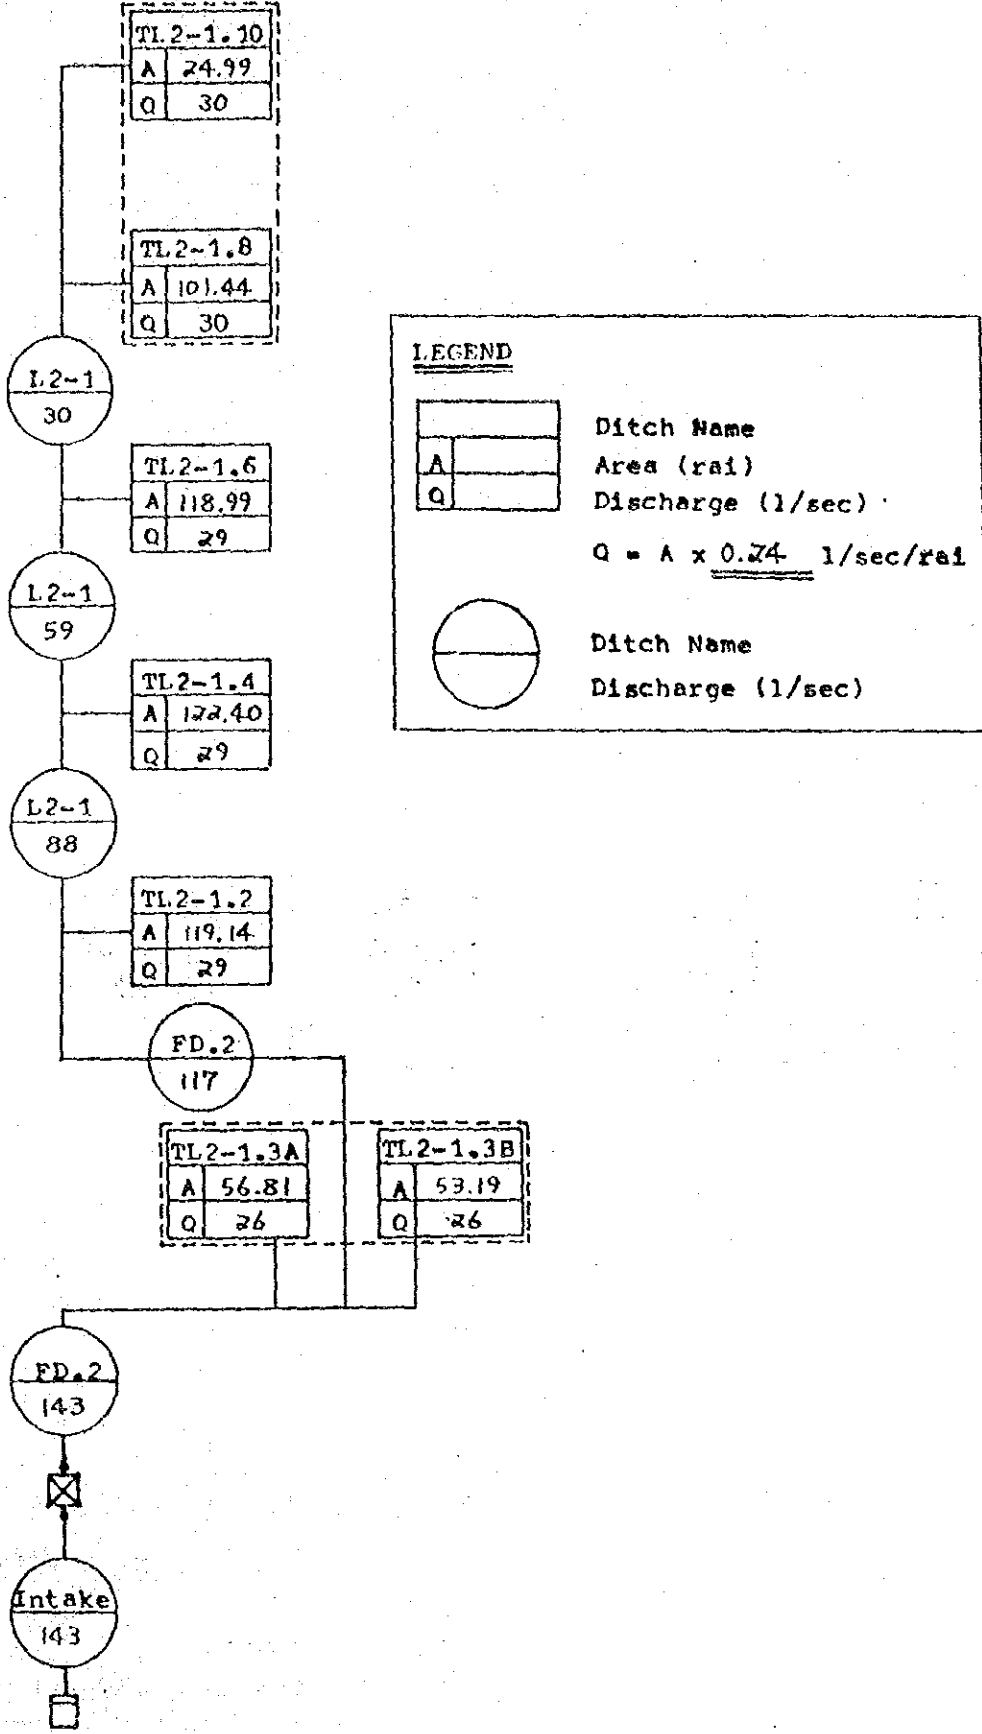 TL2-1.10
A 24.99
Q 30
TL2-1.8
A 101.44
Q 30
L2-1
30
TL2-1.6
A 118.99
Q 29
L2-1
59
TL2-1.4
A 122.40
Q 29
L2-1
88
TL2-1.2
A 119.14
Q 29
FD.2
117
TL2-1.3A
A 56.81
Q 26
TL2-1.3B
A 53.19
Q 26
FD.2
143
Intake
143
LEGEND
Ditch Name
A Area (rai)
Q Discharge (l/sec)
Q = A x 0.24 l/sec/rai
Ditch Name
Discharge (l/sec)